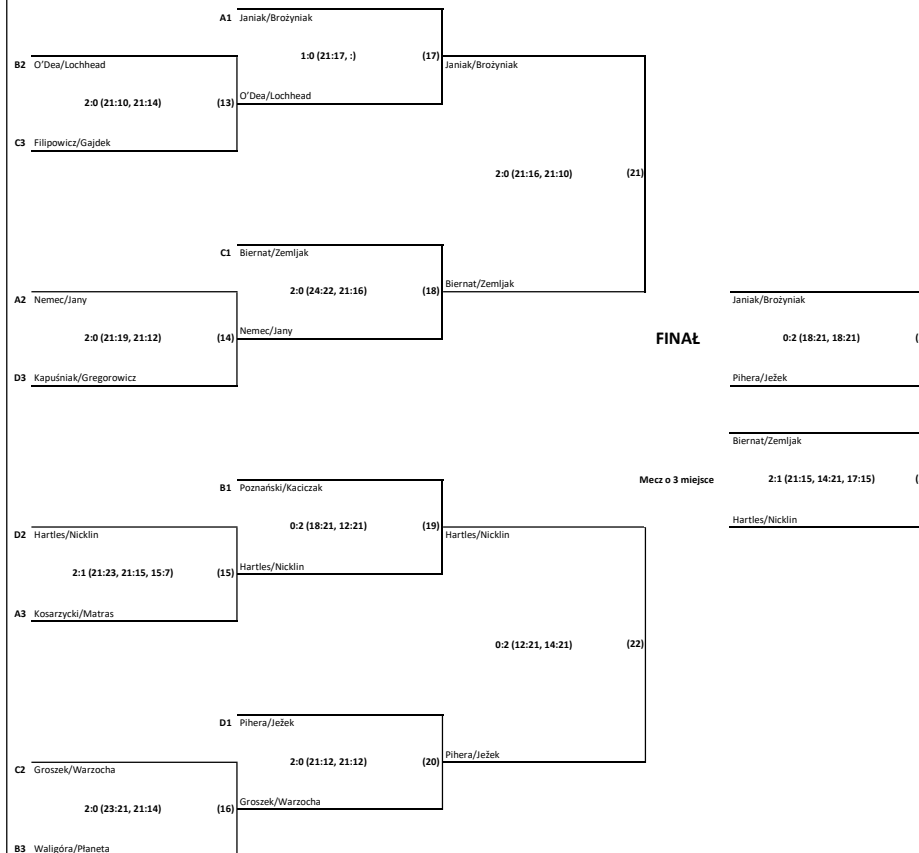 A1 Janiak/Brożyniak
1:0 (21:17, :) (17)
B2 O'Dea/Lochhead
Janiak/Brożyniak
2:0 (21:10, 21:14) (13) O'Dea/Lochhead
C3 Filipowicz/Gajdek
2:0 (21:16, 21:10) (21)
C1 Biernat/Zemljak
2:0 (24:22, 21:16) (18) Biernat/Zemljak
A2 Nemec/Jany
Janiak/Brożyniak
2:0 (21:19, 21:12) (14) Nemec/Jany
FINAŁ 0:2 (18:21, 18:21) (
D3 Kapuśniak/Gregorowicz
Pihera/Ježek
Biernat/Zemljak
B1 Poznański/Kaciczak
Mecz o 3 miejsce 2:1 (21:15, 14:21, 17:15) (
0:2 (18:21, 12:21) (19)
D2 Hartles/Nicklin
Hartles/Nicklin
Hartles/Nicklin
2:1 (21:23, 21:15, 15:7) (15) Hartles/Nicklin
A3 Kosarzycki/Matras
0:2 (12:21, 14:21) (22)
D1 Pihera/Ježek
2:0 (21:12, 21:12) (20) Pihera/Ježek
C2 Groszek/Warzocha
2:0 (23:21, 21:14) (16) Groszek/Warzocha
B3 Waligóra/Płaneta